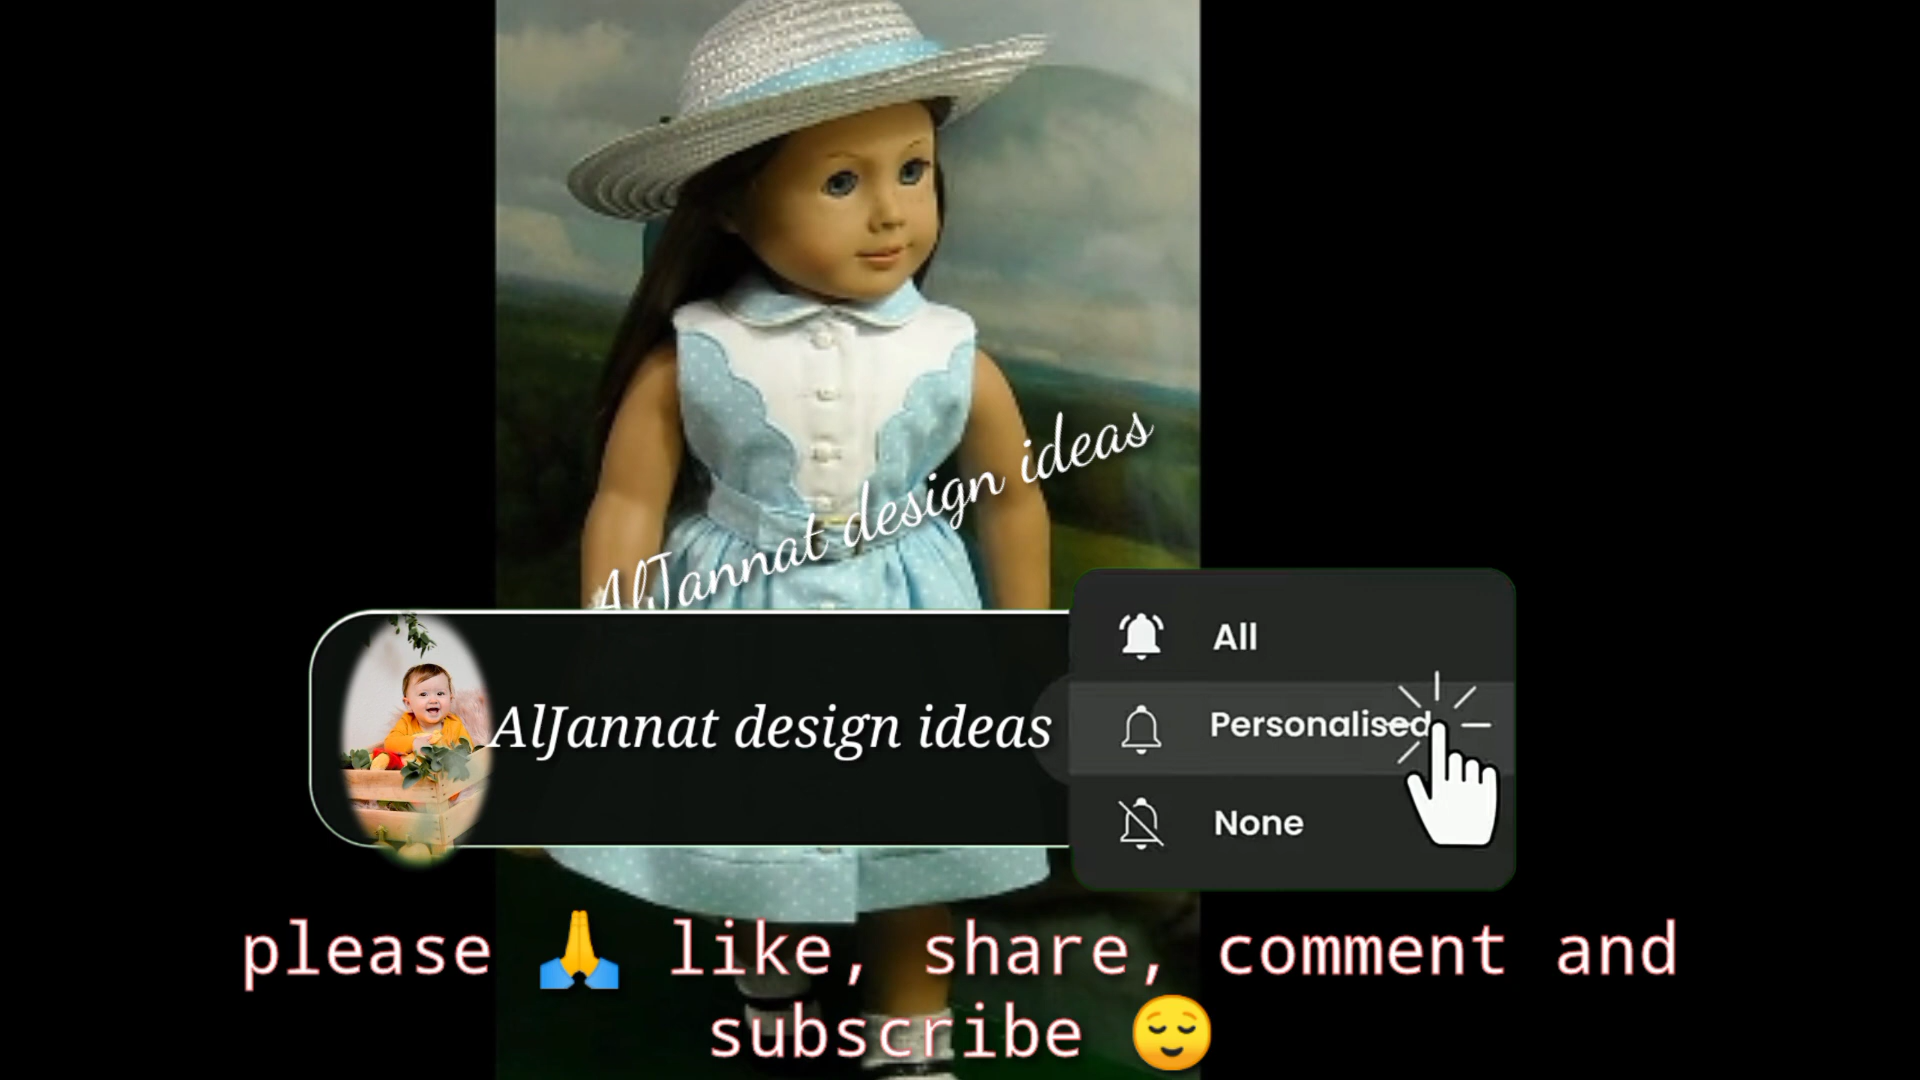 AlJannat design ideas
AlJannat design ideas
All
Personalised
None
please 🙏 like, share, comment and
subscribe 😌